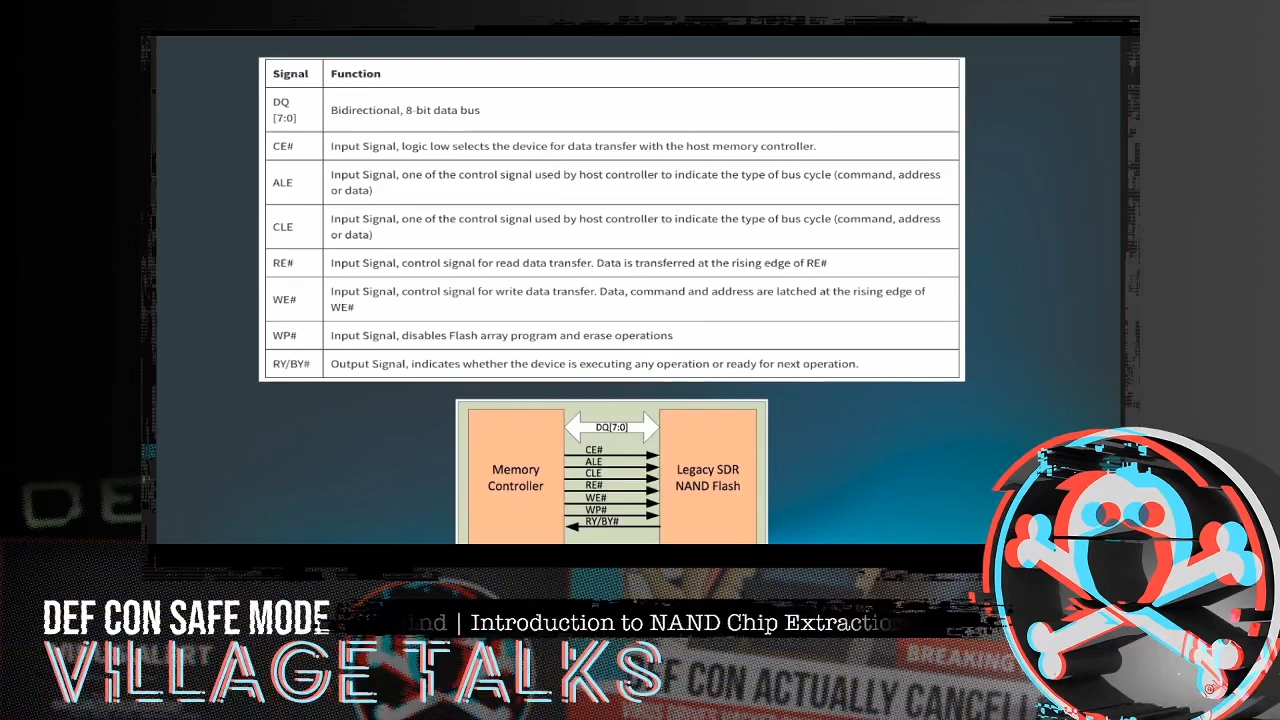 Signal Function
DQ
[7:0]
Bidirectional, 8-bit data bus
CE# Input Signal, logic low selects the device for data transfer with the host memory controller.
ALE
Input Signal, one of the control signal used by host controller to indicate the type of bus cycle (command, address
or data)
CLE
Input Signal, one of the control signal used by host controller to indicate the type of bus cycle (command, address
or data)
RE# Input Signal, control signal for read data transfer. Data is transferred at the rising edge of RE#
WE#
Input Signal, control signal for write data transfer. Data, command and address are latched at the rising edge of
WE#
WP# Input Signal, disables Flash array program and erase operations
RY/BY# Output Signal, indicates whether the device is executing any operation or ready for next operation.
Memory
Controller
DQ[7:0]
CE#
ALE
CLE
RE#
WE#
WP#
RY/BY#
Legacy SDR
NAND Flash
DEF CON SAFE MODE
VILLAGE TALKS
| Introduction to NAND Chip Extraction
BREAKING
DEF CON ACTUALLY CANCELL